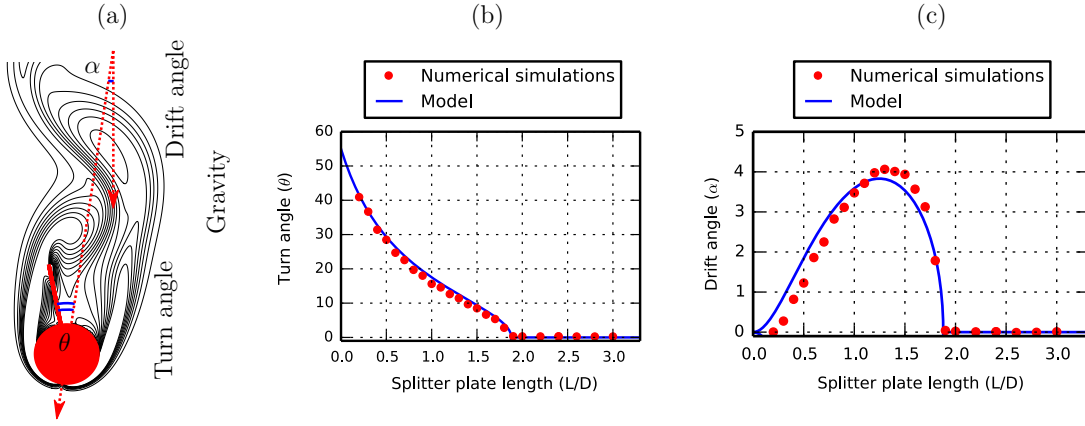 (a)
α
θ
Drift angle
Turn angle
Gravity
(b)
Numerical simulations
Model
60
50
40
30
20
10
0
0.0 0.5 1.0 1.5 2.0 2.5 3.0
Turn angle (θ)
Splitter plate length (L/D)
(c)
Numerical simulations
Model
5
4
3
2
1
0
0.0 0.5 1.0 1.5 2.0 2.5 3.0
Drift angle (α)
Splitter plate length (L/D)